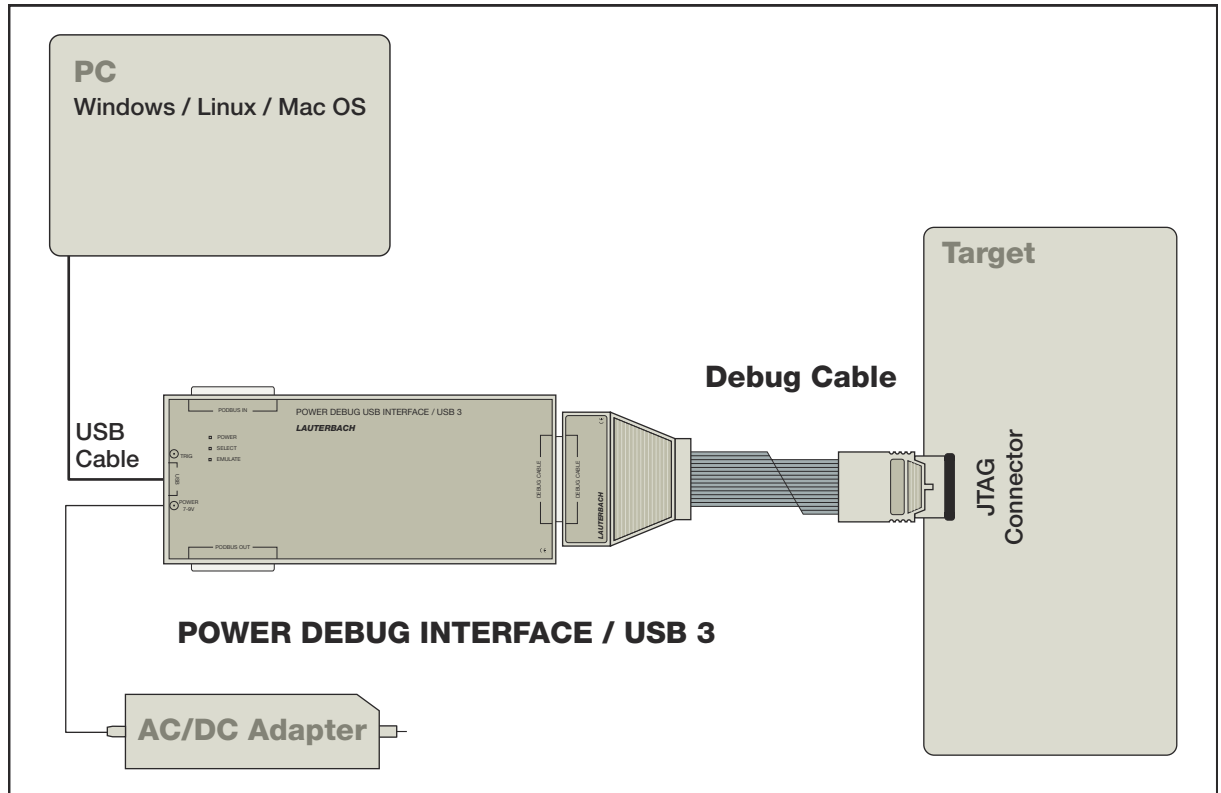 PC
Windows / Linux / Mac OS
Target
Debug Cable
USB
Cable
PODBUS IN
POWER DEBUG USB INTERFACE / USB 3
LAUTERBACH
POWER
SELECT
EMULATE
TRIG
USB
POWER
7-9V
PODBUS OUT
DEBUG CABLE
DEBUG CABLE
LAUTERBACH
JTAG
Connector
POWER DEBUG INTERFACE / USB 3
AC/DC Adapter